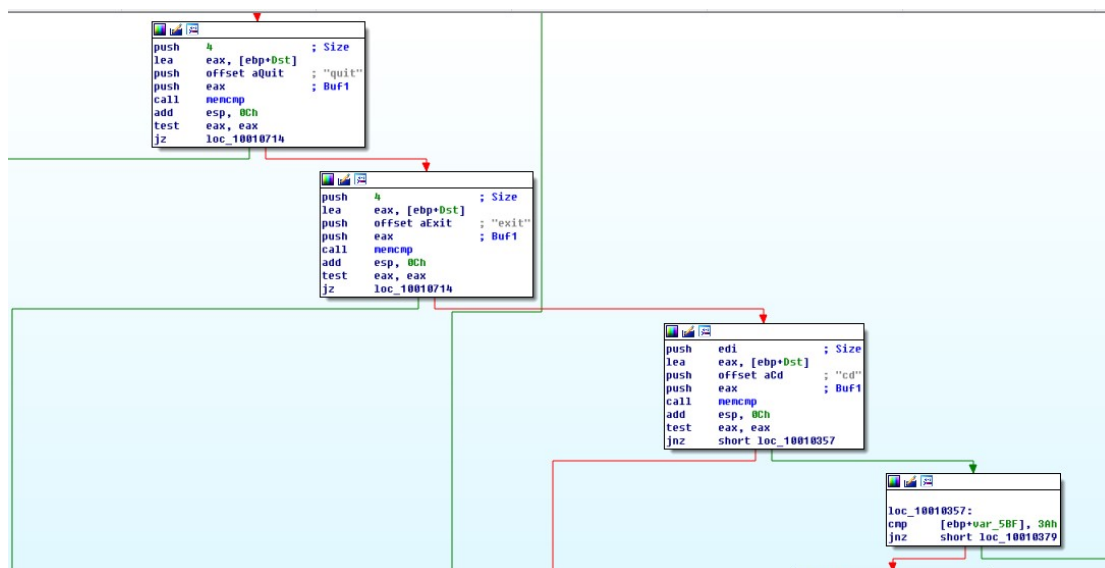 push 4 ; Size
lea eax, [ebp+Dst]
push offset aQuit ; "quit"
push eax ; Buf1
call memcmp
add esp, 0Ch
test eax, eax
jz loc_10010714
push 4 ; Size
lea eax, [ebp+Dst]
push offset aExit ; "exit"
push eax ; Buf1
call memcmp
add esp, 0Ch
test eax, eax
jz loc_10010714
push edi ; Size
lea eax, [ebp+Dst]
push offset aCd ; "cd"
push eax ; Buf1
call memcmp
add esp, 0Ch
test eax, eax
jnz short loc_10010357
loc_10010357:
cmp [ebp+var_5BF], 3Ah
jnz short loc_10010379